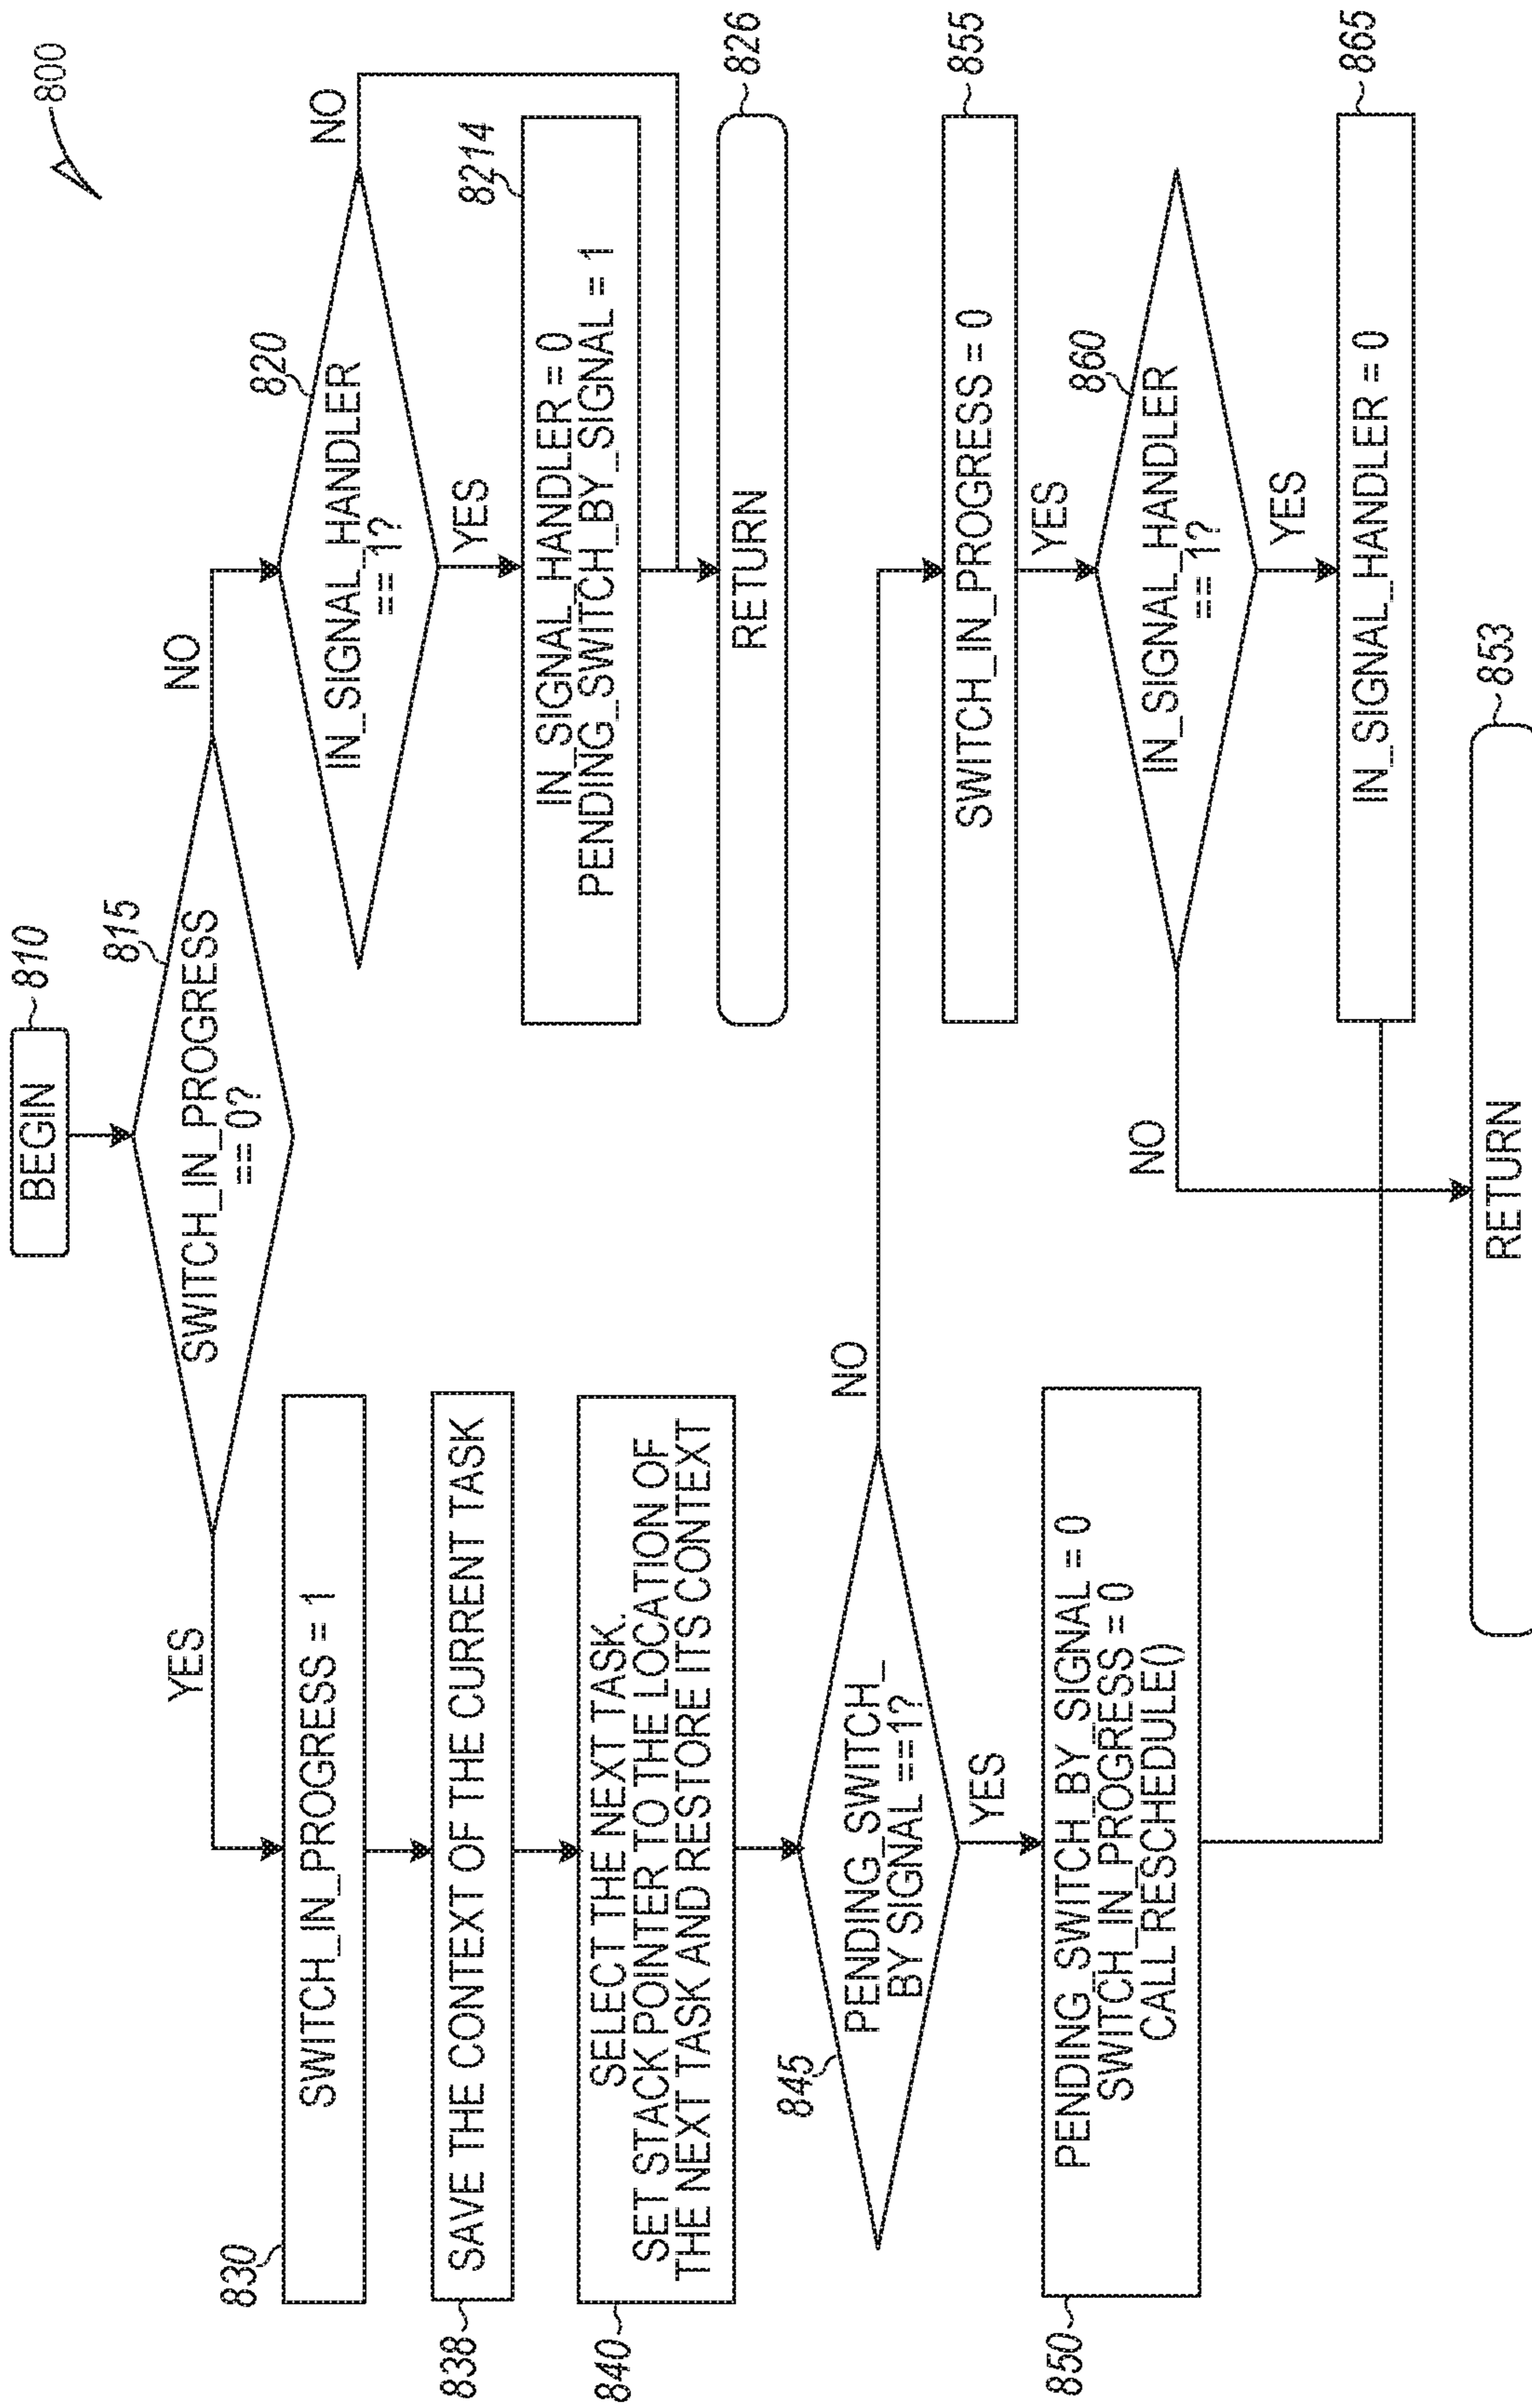 800
BEGIN
810
815
SWITCH_IN_PROGRESS
== 0?
YES
NO
830
SWITCH_IN_PROGRESS = 1
820
IN_SIGNAL_HANDLER
== 1?
NO
YES
838
SAVE THE CONTEXT OF THE CURRENT TASK
8214
IN_SIGNAL_HANDLER = 0
PENDING_SWITCH_BY_SIGNAL = 1
840
SELECT THE NEXT TASK.
SET STACK POINTER TO THE LOCATION OF
THE NEXT TASK AND RESTORE ITS CONTEXT
RETURN
826
845
PENDING_SWITCH_
BY SIGNAL ==1?
NO
YES
855
SWITCH_IN_PROGRESS = 0
YES
850
PENDING_SWITCH_BY_SIGNAL = 0
SWITCH_IN_PROGRESS = 0
CALL RESCHEDULE()
860
IN_SIGNAL_HANDLER
== 1?
NO
YES
865
IN_SIGNAL_HANDLER = 0
853
RETURN